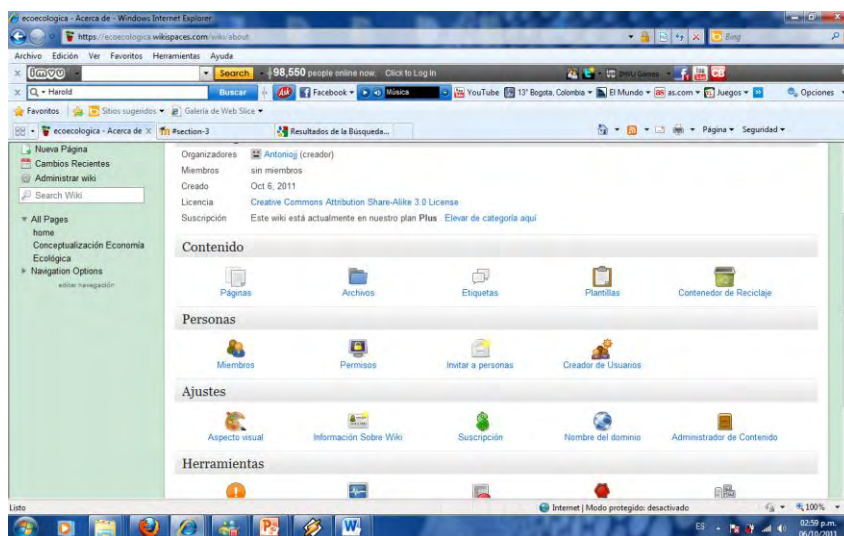 ecoecologica - Acerca de - Windows Internet Explorer
https://ecoecologica.wikispaces.com/wiki/about
Bing
Archivo Edición Ver Favoritos Herramientas Ayuda
x imvu Search 98,550 people online now. Click to Log In IMVU Games
x Q - Harold Buscar Ask Facebook Música YouTube 13° Bogota, Colombia El Mundo as.com Juegos Opciones
Favoritos Sitios sugeridos Galería de Web Slice
ecoecologica - Acerca de X #section-3 Resultados de la Búsqueda... Página Seguridad
Nueva Página
Cambios Recientes
Administrar wiki
Search Wiki
All Pages
home
Conceptualización Economía
Ecológica
Navigation Options
editar navegación
Organizadores Antoniojj (creador)
Miembros sin miembros
Creado Oct 6, 2011
Licencia Creative Commons Attribution Share-Alike 3.0 License
Suscripción Este wiki está actualmente en nuestro plan Plus Elevar de categoría aquí
Contenido
Páginas Archivos Etiquetas Plantillas Contenedor de Reciclaje
Personas
Miembros Permisos Invitar a personas Creador de Usuarios
Ajustes
Aspecto visual Información Sobre Wiki Suscripción Nombre del dominio Administrador de Contenido
Herramientas
Listo Internet | Modo protegido: desactivado 100%
ES 02:59 p.m.
06/10/2011